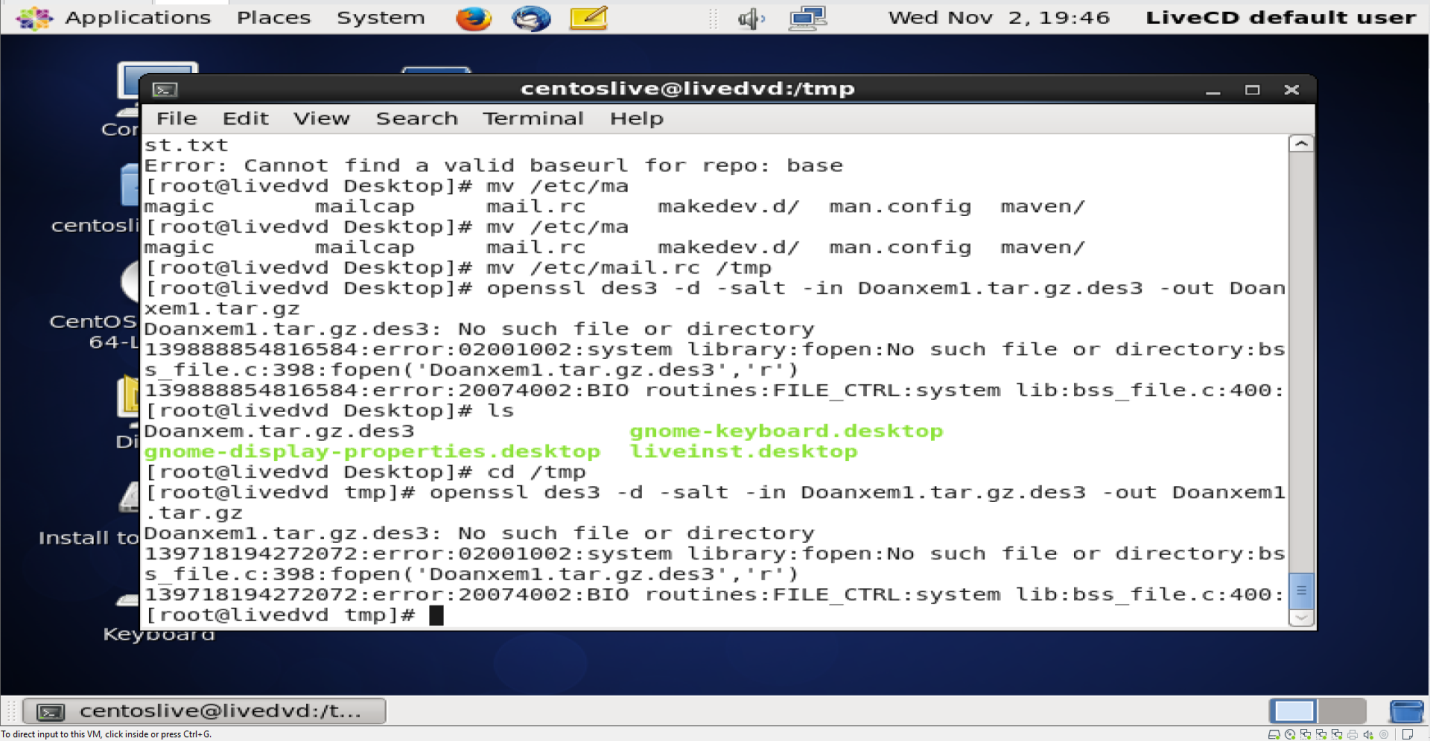 Applications Places System Wed Nov 2, 19:46 LiveCD default user
centoslive@livedvd:/tmp
File Edit View Search Terminal Help
st.txt
Error: Cannot find a valid baseurl for repo: base
[root@livedvd Desktop]# mv /etc/ma
magic mailcap mail.rc makedev.d/ man.config maven/
[root@livedvd Desktop]# mv /etc/ma
magic mailcap mail.rc makedev.d/ man.config maven/
[root@livedvd Desktop]# mv /etc/mail.rc /tmp
[root@livedvd Desktop]# openssl des3 -d -salt -in Doanxem1.tar.gz.des3 -out Doan
xem1.tar.gz
Doanxem1.tar.gz.des3: No such file or directory
139888854816584:error:02001002:system library:fopen:No such file or directory:bs
s_file.c:398:fopen('Doanxem1.tar.gz.des3','r')
139888854816584:error:20074002:BIO routines:FILE_CTRL:system lib:bss_file.c:400:
[root@livedvd Desktop]# ls
Doanxem.tar.gz.des3 gnome-keyboard.desktop
gnome-display-properties.desktop liveinst.desktop
[root@livedvd Desktop]# cd /tmp
[root@livedvd tmp]# openssl des3 -d -salt -in Doanxem1.tar.gz.des3 -out Doanxem1
.tar.gz
Doanxem1.tar.gz.des3: No such file or directory
139718194272072:error:02001002:system library:fopen:No such file or directory:bs
s_file.c:398:fopen('Doanxem1.tar.gz.des3','r')
139718194272072:error:20074002:BIO routines:FILE_CTRL:system lib:bss_file.c:400:
[root@livedvd tmp]#
Con
centosli
CentOS
64-L
Di
Install to
Keyboard
centoslive@livedvd:/t...
To direct input to this VM, click inside or press Ctrl+G.